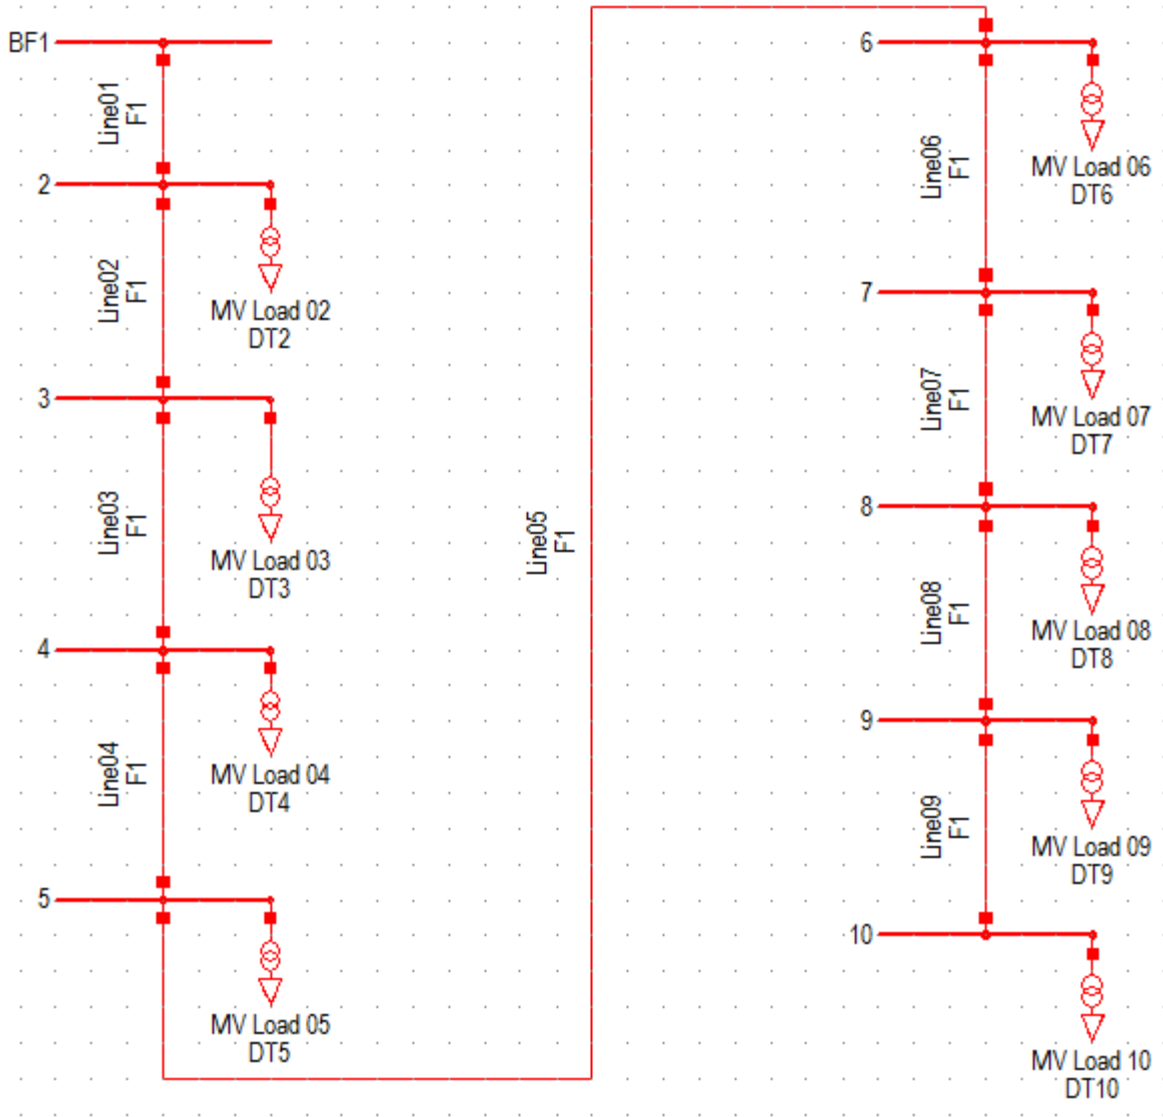 BF1
Line01
F1
2
Line02
F1
MV Load 02
DT2
3
Line03
F1
MV Load 03
DT3
4
Line04
F1
MV Load 04
DT4
5
MV Load 05
DT5
Line05
F1
6
Line06
F1
MV Load 06
DT6
7
Line07
F1
MV Load 07
DT7
8
Line08
F1
MV Load 08
DT8
9
Line09
F1
MV Load 09
DT9
10
MV Load 10
DT10